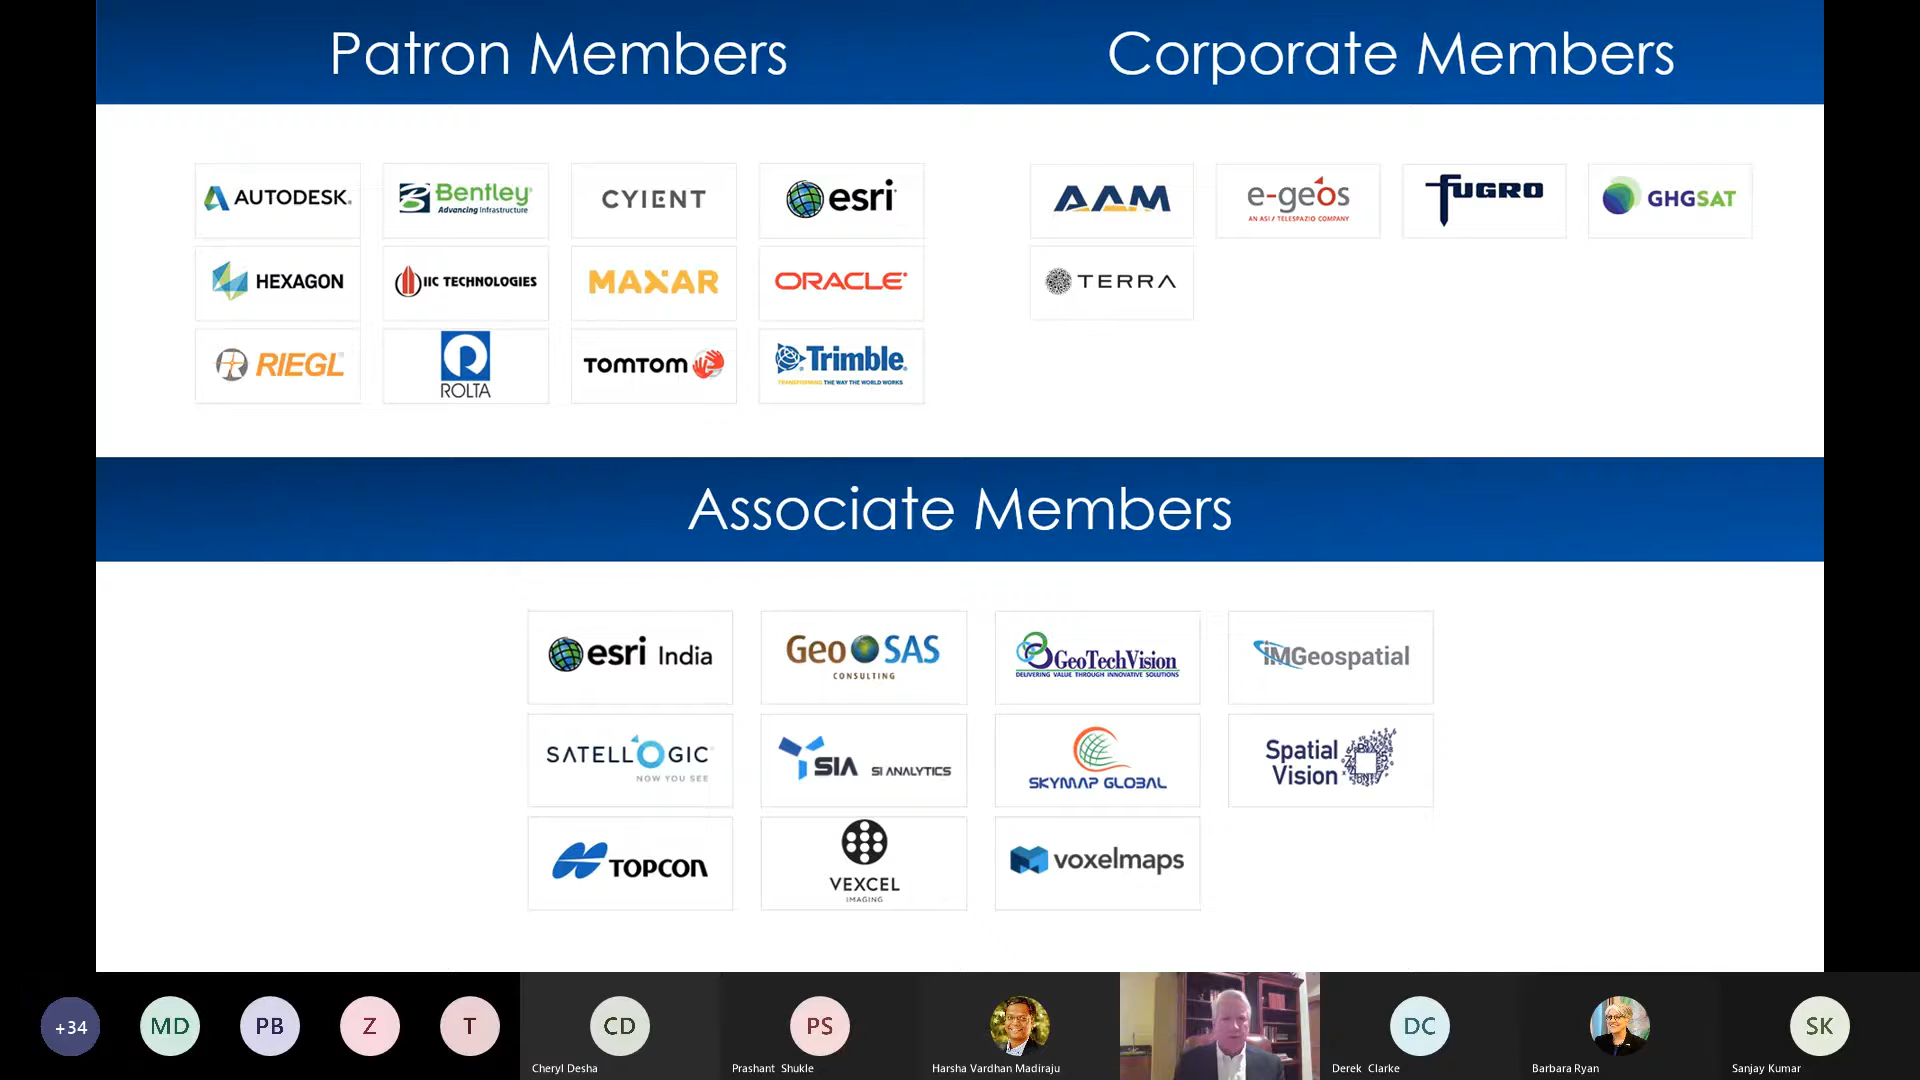 Patron Members
Corporate Members
AUTODESK.
Bentley
Advancing Infrastructure
CYIENT
esri
AAM
e-geos
AN ASI / TELESPAZIO COMPANY
FUGRO
GHGSAT
HEXAGON
IIC TECHNOLOGIES
MAXAR
ORACLE
TERRA
RIEGL
ROLTA
TOMTOM
Trimble
TRANSFORMING THE WAY THE WORLD WORKS
Associate Members
esri India
Geo SAS
CONSULTING
GeoTechVision
DELIVERING VALUE THROUGH INNOVATIVE SOLUTIONS
iMGeospatial
SATELLOGIC
NOW YOU SEE
SIA SI ANALYTICS
SKYMAP GLOBAL
Spatial
Vision
TOPCON
VEXCEL
IMAGING
voxelmaps
+34
MD
PB
Z
T
CD
Cheryl Desha
PS
Prashant Shukle
Harsha Vardhan Madiraju
DC
Derek Clarke
Barbara Ryan
SK
Sanjay Kumar